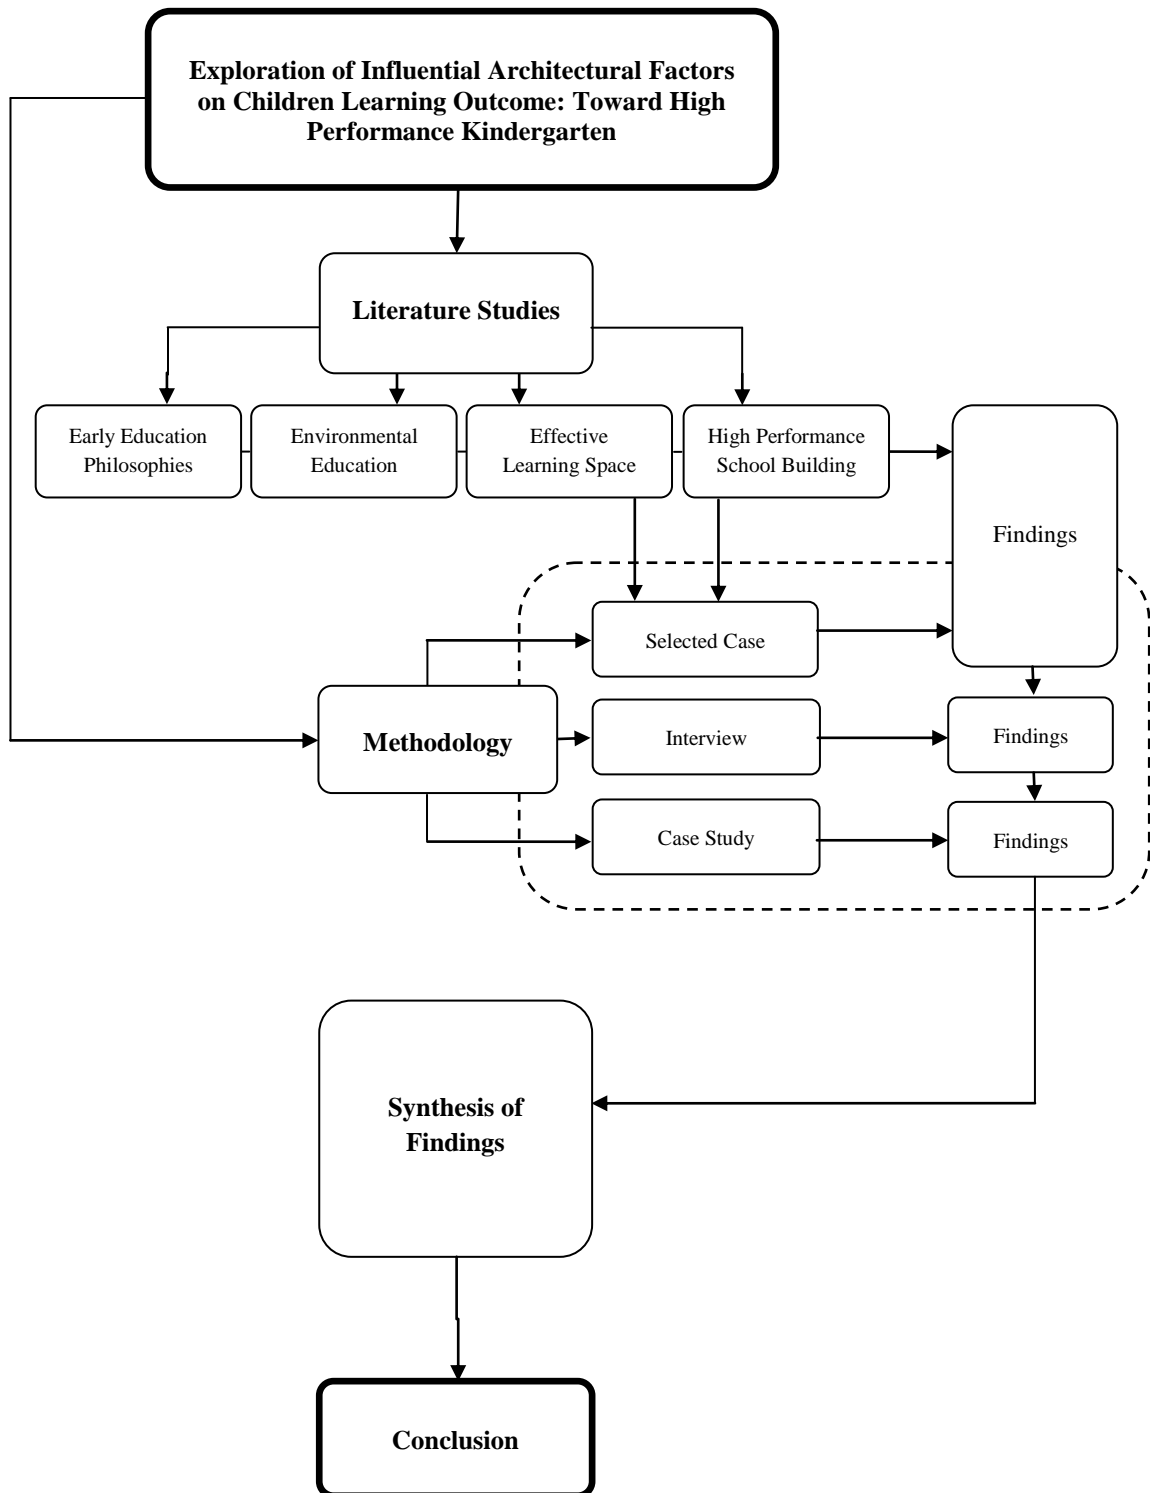 Exploration of Influential Architectural Factors
on Children Learning Outcome: Toward High
Performance Kindergarten
Literature Studies
Early Education
Philosophies
Environmental
Education
Effective
Learning Space
High Performance
School Building
Findings
Selected Case
Methodology
Interview
Findings
Case Study
Findings
Synthesis of
Findings
Conclusion